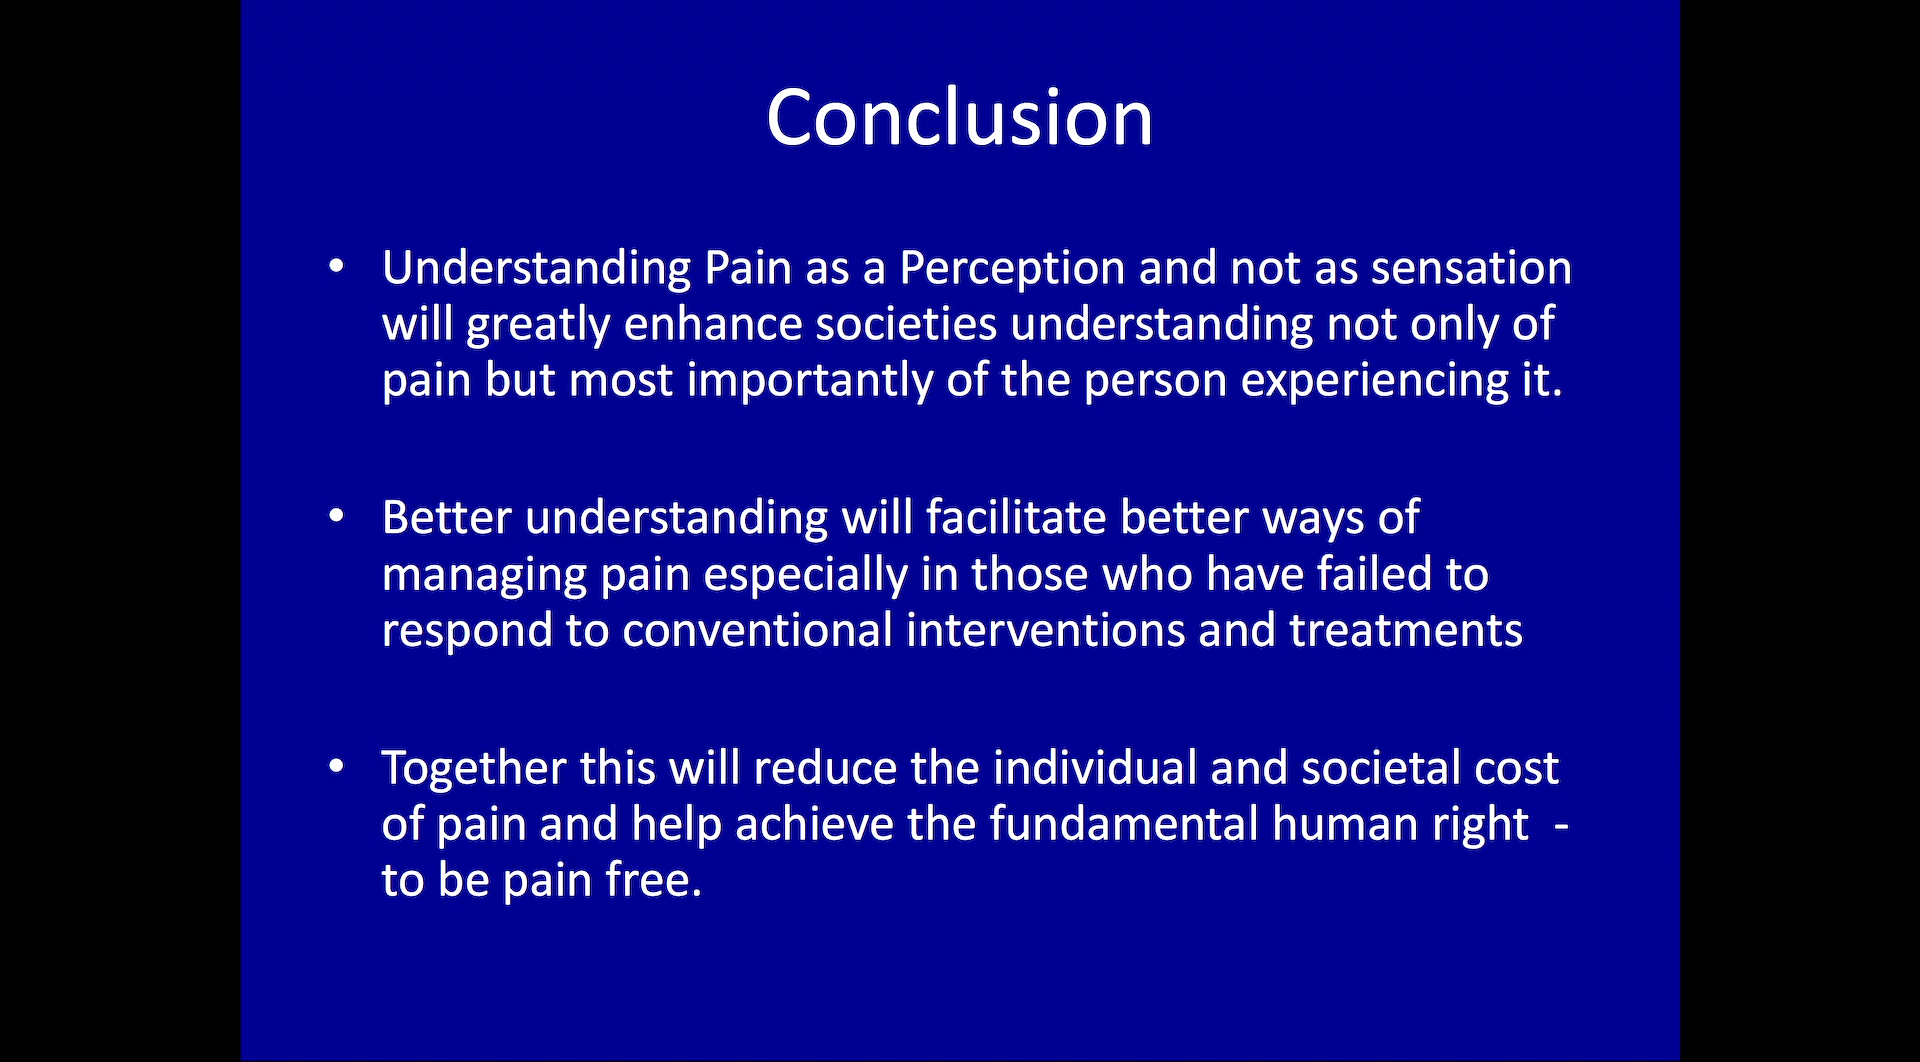 Conclusion
• Understanding Pain as a Perception and not as sensation
will greatly enhance societies understanding not only of
pain but most importantly of the person experiencing it.
• Better understanding will facilitate better ways of
managing pain especially in those who have failed to
respond to conventional interventions and treatments
• Together this will reduce the individual and societal cost
of pain and help achieve the fundamental human right  -
to be pain free.